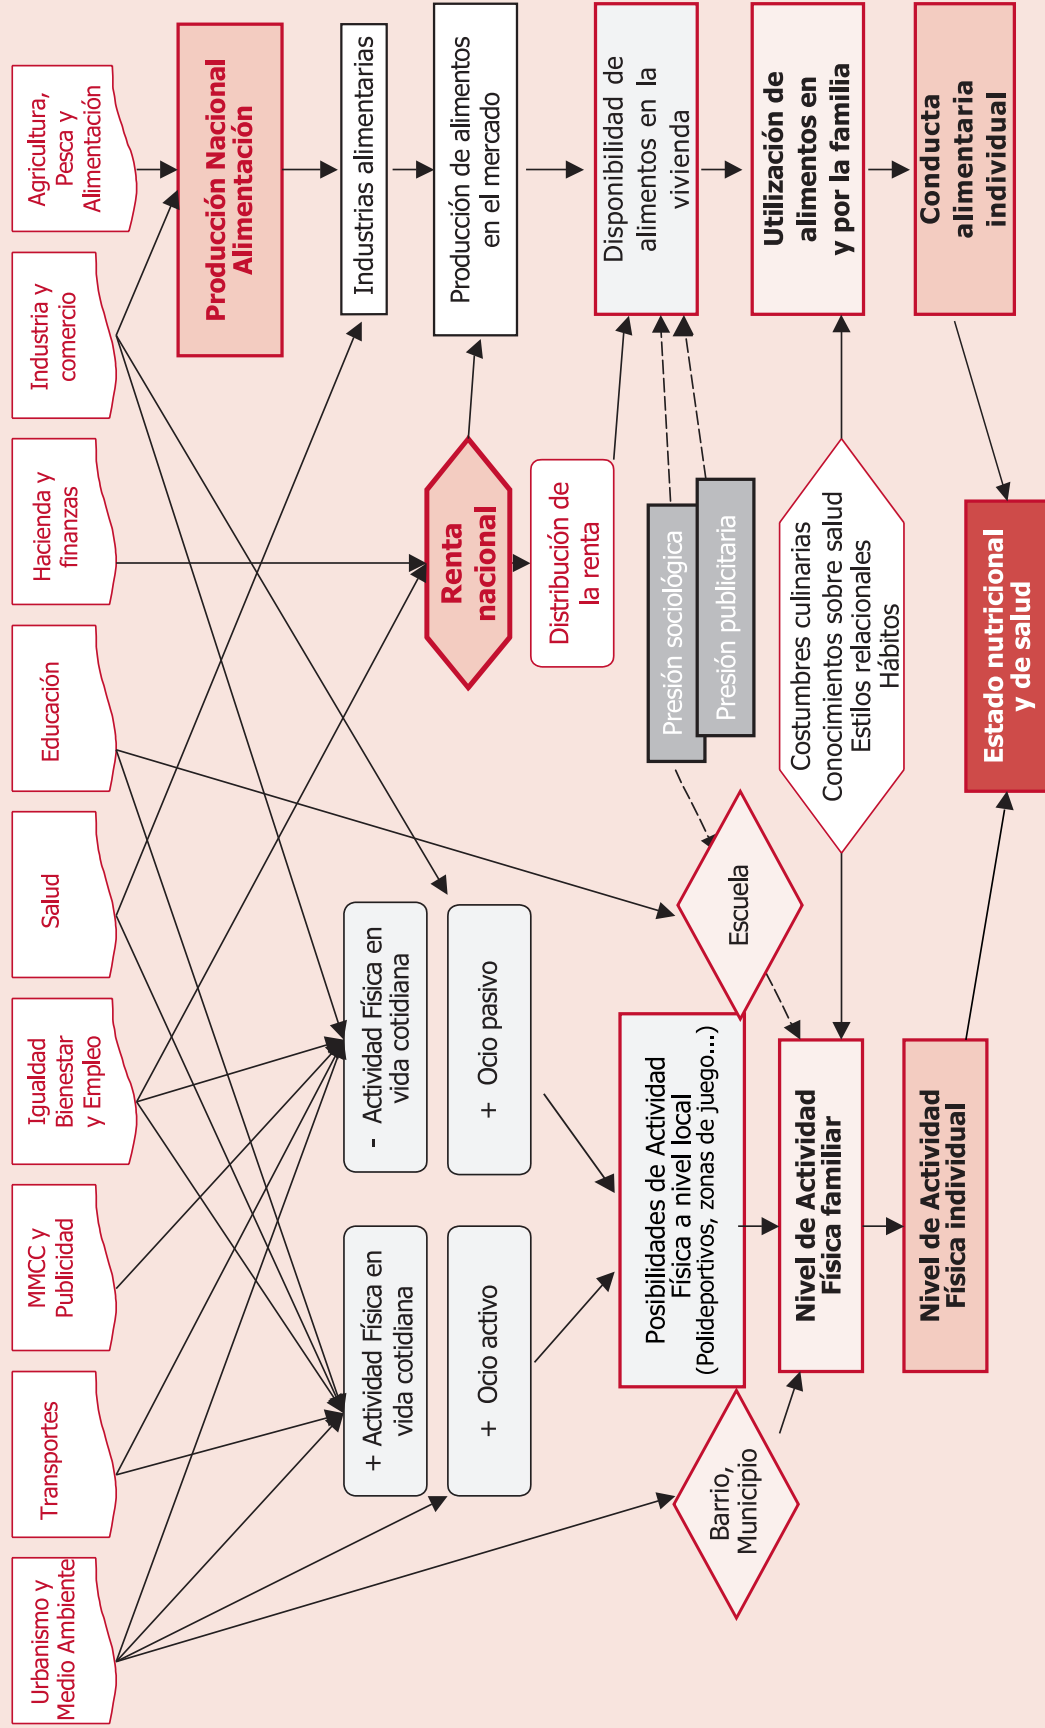 Urbanismo y
Medio Ambiente
Transportes
MMCC y
Publicidad
Igualdad
Bienestar
y Empleo
Salud
Educación
Hacienda y
finanzas
Industria y
comercio
Agricultura,
Pesca y
Alimentación
Producción Nacional
Alimentación
Industrias alimentarias
+ Actividad Física en
vida cotidiana
- Actividad Física en
vida cotidiana
Renta
nacional
Producción de alimentos
en el mercado
+ Ocio activo
+ Ocio pasivo
Distribución de
la renta
Disponibilidad de
alimentos en la
vivienda
Posibilidades de Actividad
Física a nivel local
(Polideportivos, zonas de juego...)
Presión sociológica
Presión publicitaria
Barrio,
Municipio
Escuela
Utilización de
alimentos en
y por la familia
Nivel de Actividad
Física familiar
Costumbres culinarias
Conocimientos sobre salud
Estilos relacionales
Hábitos
Nivel de Actividad
Física individual
Conducta
alimentaria
individual
Estado nutricional
y de salud